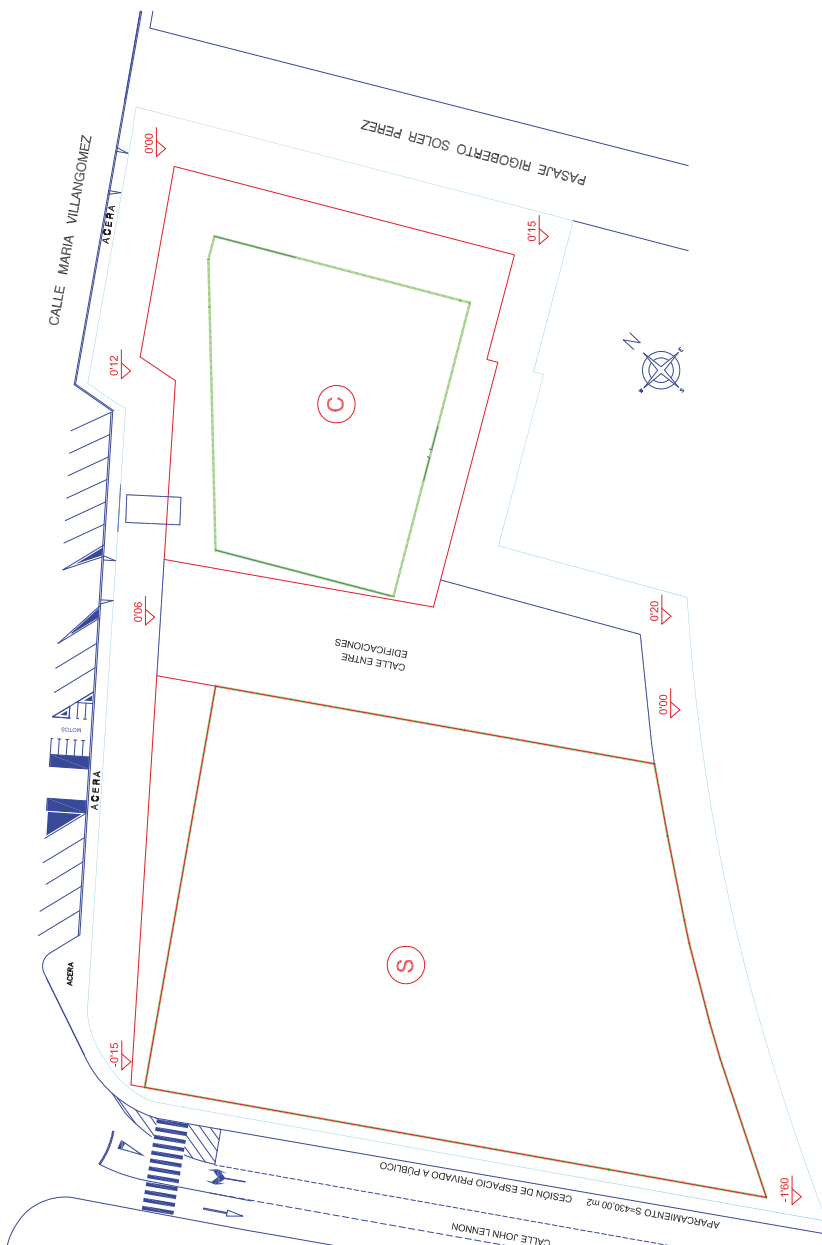 PASAJE RIGOBERTO SOLER PEREZ
CALLE MARIA VILLANGOMEZ
ACERA
0'00
0'15
0'12
N
E
S
C
0'06
CALLE ENTRE
EDIFICACIONES
0'20
0'00
MOTOS
ACERA
S
ACERA
-0'15
CESIÓN DE ESPACIO PRIVADO A PÚBLICO
APARCAMIENTO S=430,00 m2
-1'60
CALLE JOHN LENNON